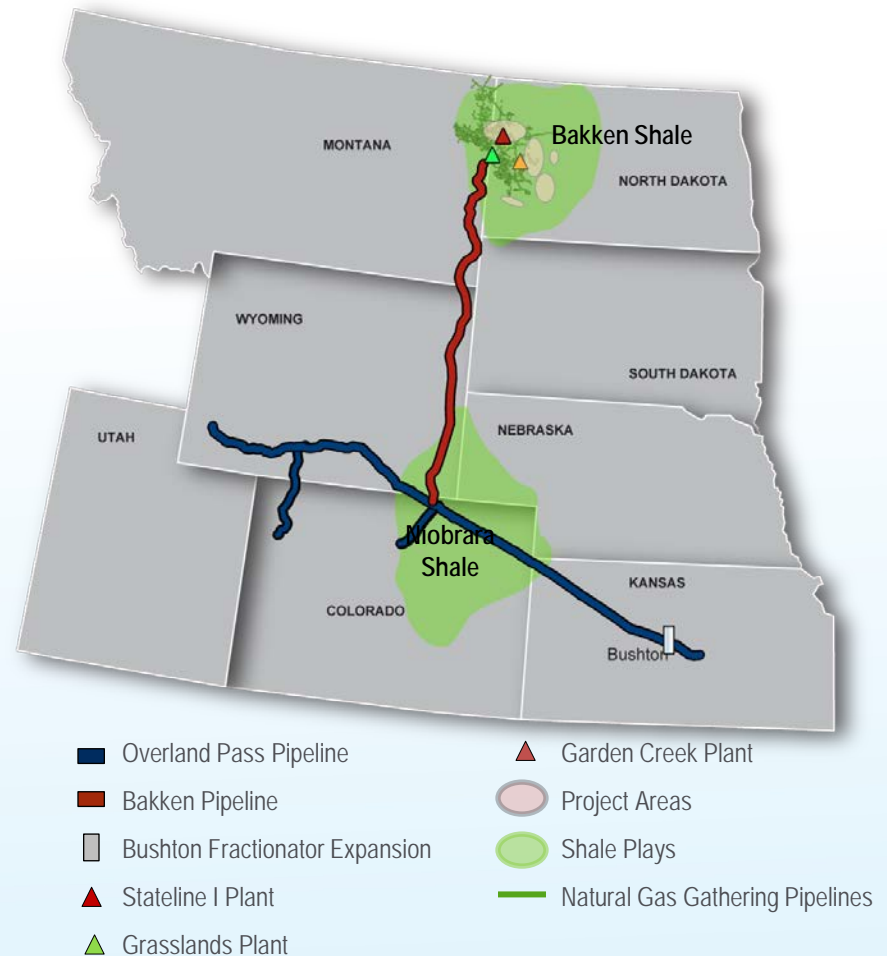 MONTANA
Bakken Shale
NORTH DAKOTA
WYOMING
SOUTH DAKOTA
NEBRASKA
UTAH
Niobrara
Shale
KANSAS
COLORADO
Bushton
Overland Pass Pipeline
Bakken Pipeline
Bushton Fractionator Expansion
Stateline I Plant
Grasslands Plant
Garden Creek Plant
Project Areas
Shale Plays
Natural Gas Gathering Pipelines